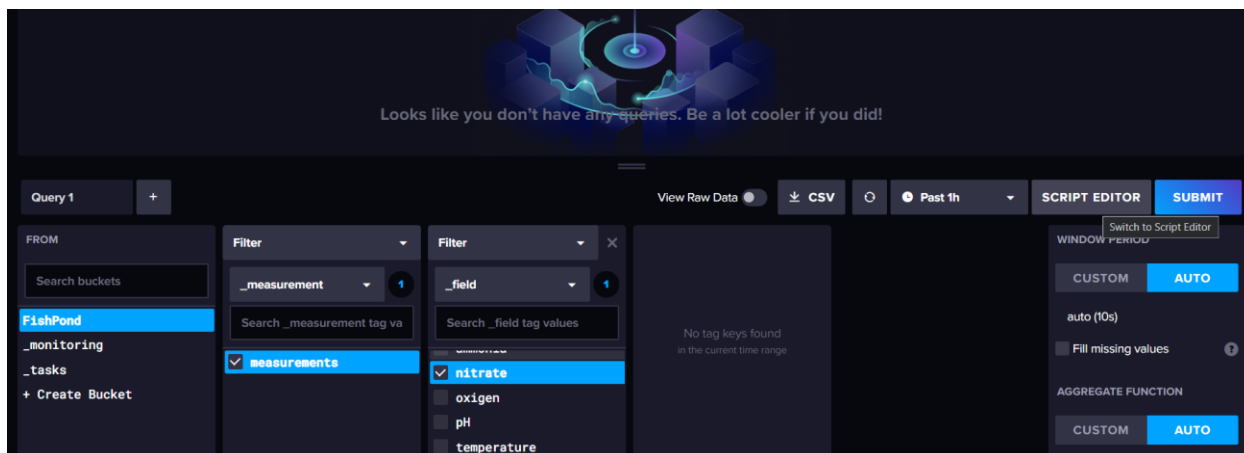 Looks like you don't have any queries. Be a lot cooler if you did!
Query 1
+
View Raw Data
CSV
Past 1h
SCRIPT EDITOR
SUBMIT
Switch to Script Editor
FROM
Search buckets
FishPond
_monitoring
_tasks
+ Create Bucket
Filter
_measurement
1
Search _measurement tag va
measurements
Filter
_field
1
Search _field tag values
ammonia
nitrate
oxigen
pH
temperature
No tag keys found
in the current time range
WINDOW PERIOD
CUSTOM
AUTO
auto (10s)
Fill missing values
?
AGGREGATE FUNCTION
CUSTOM
AUTO